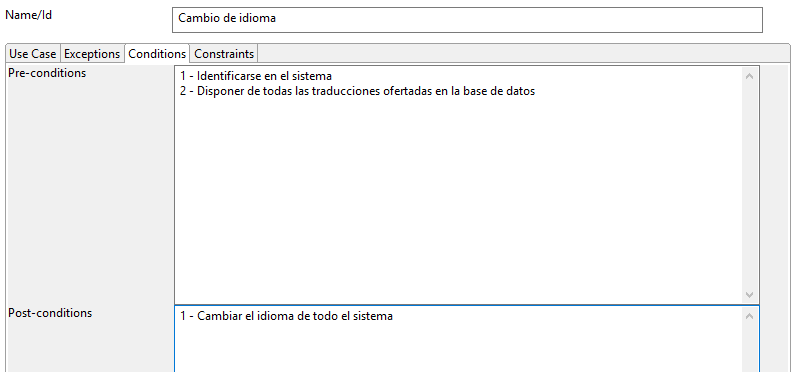 Name/Id
Cambio de idioma
Use Case Exceptions Conditions Constraints
Pre-conditions
1 - Identificarse en el sistema
2 - Disponer de todas las traducciones ofertadas en la base de datos
Post-conditions
1 - Cambiar el idioma de todo el sistema